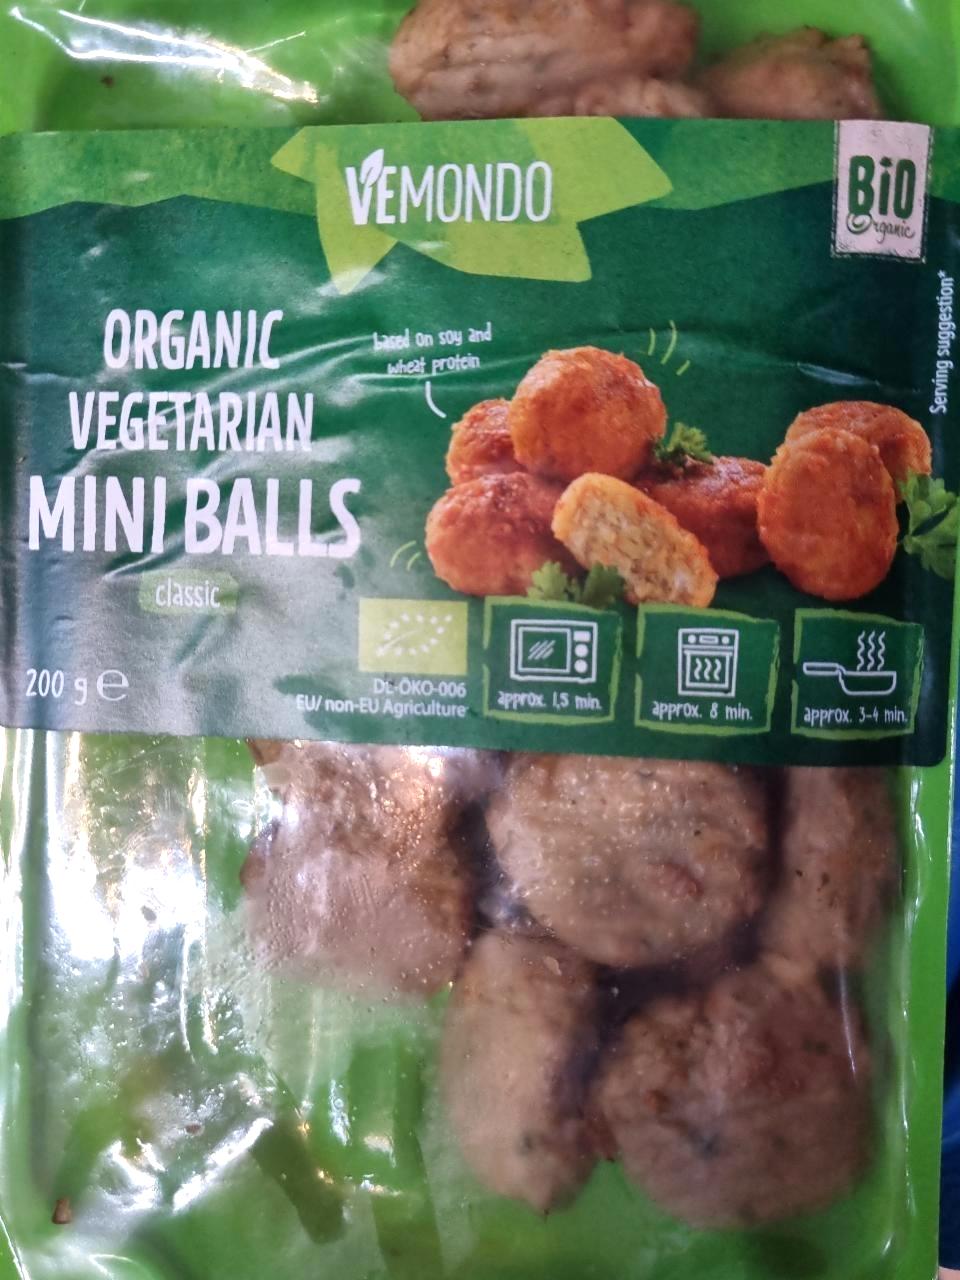 VEMONDO
BiO
Organic
Serving suggestion*
ORGANIC
VEGETARIAN
MINI BALLS
classic
based on soy and
wheat protein
200 g e
DE-ÖKO-006
EU/ non-EU Agriculture
approx. 1,5 min.
approx. 8 min.
approx. 3-4 min.